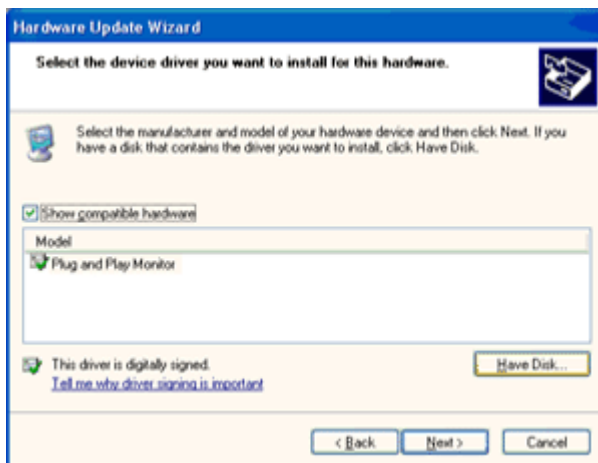 Hardware Update Wizard
Select the device driver you want to install for this hardware.
Select the manufacturer and model of your hardware device and then click Next. If you
have a disk that contains the driver you want to install, click Have Disk.
Show compatible hardware
Model
Plug and Play Monitor
This driver is digitally signed.
Have Disk...
Tell me why driver signing is important
< Back
Next >
Cancel